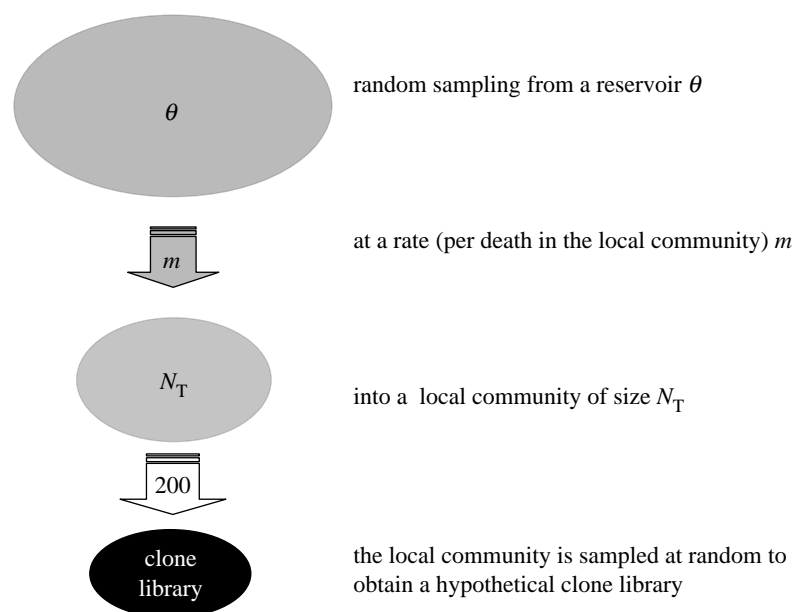 θ
random sampling from a reservoir θ
m
at a rate (per death in the local community) m
N_T
into a local community of size N_T
200
clone
library
the local community is sampled at random to
obtain a hypothetical clone library